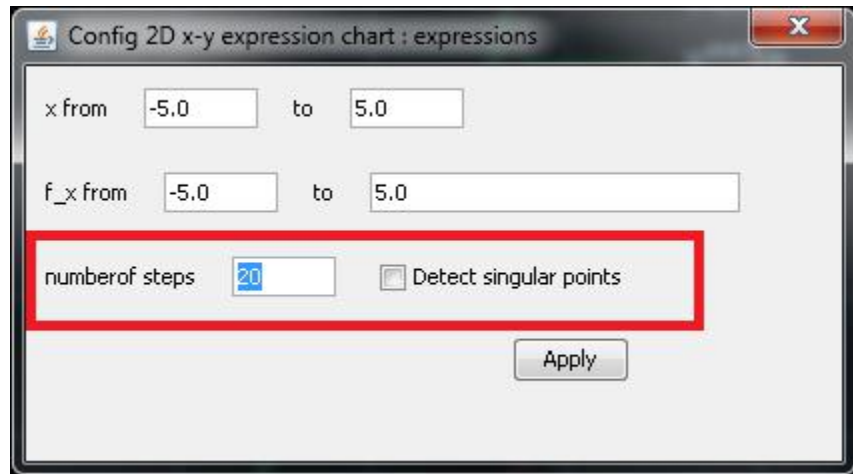 Config 2D x-y expression chart : expressions
x from -5.0 to 5.0
f_x from -5.0 to 5.0
numberof steps 20 Detect singular points
Apply